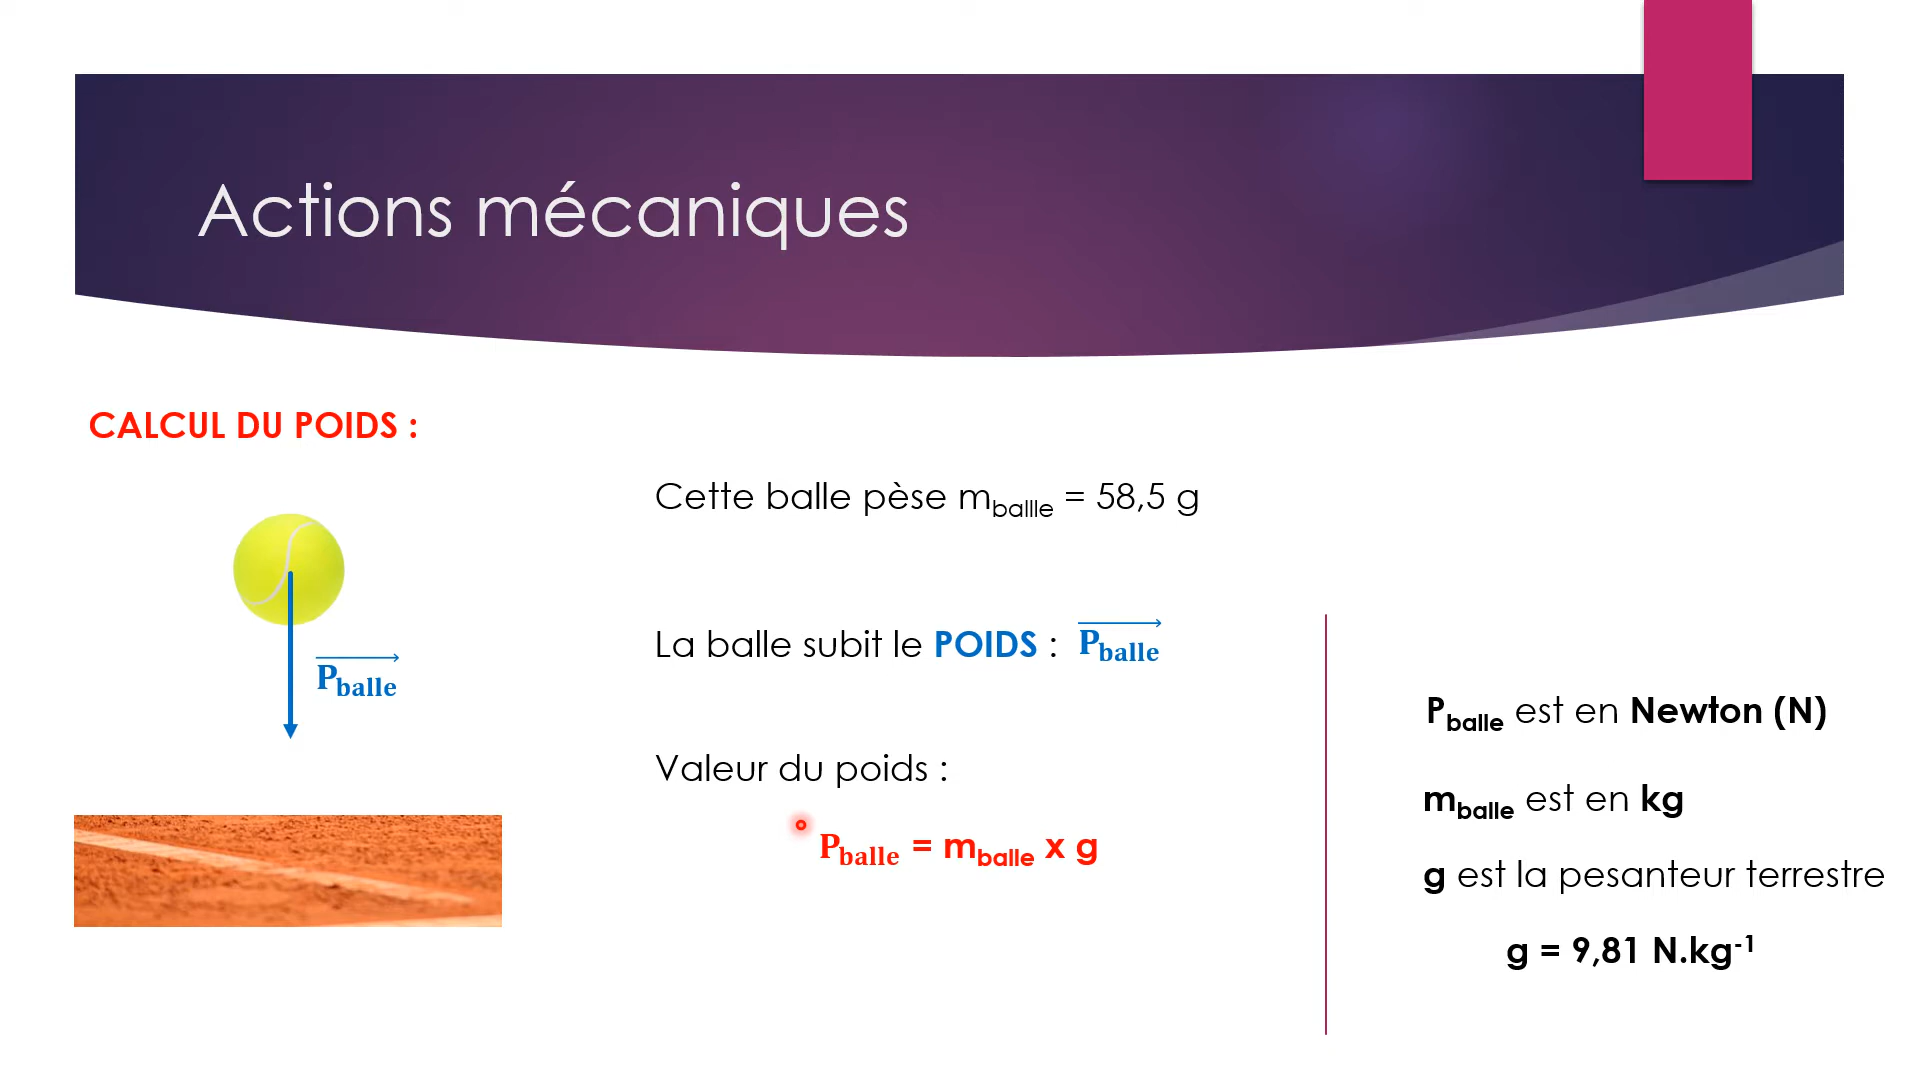 Actions mécaniques
CALCUL DU POIDS :
Cette balle pèse mballle = 58,5 g
La balle subit le POIDS : Pballe
Pballe
Valeur du poids :
Pballe = mballe x g
Pballe est en Newton (N)
mballe est en kg
g est la pesanteur terrestre
g = 9,81 N.kg-1